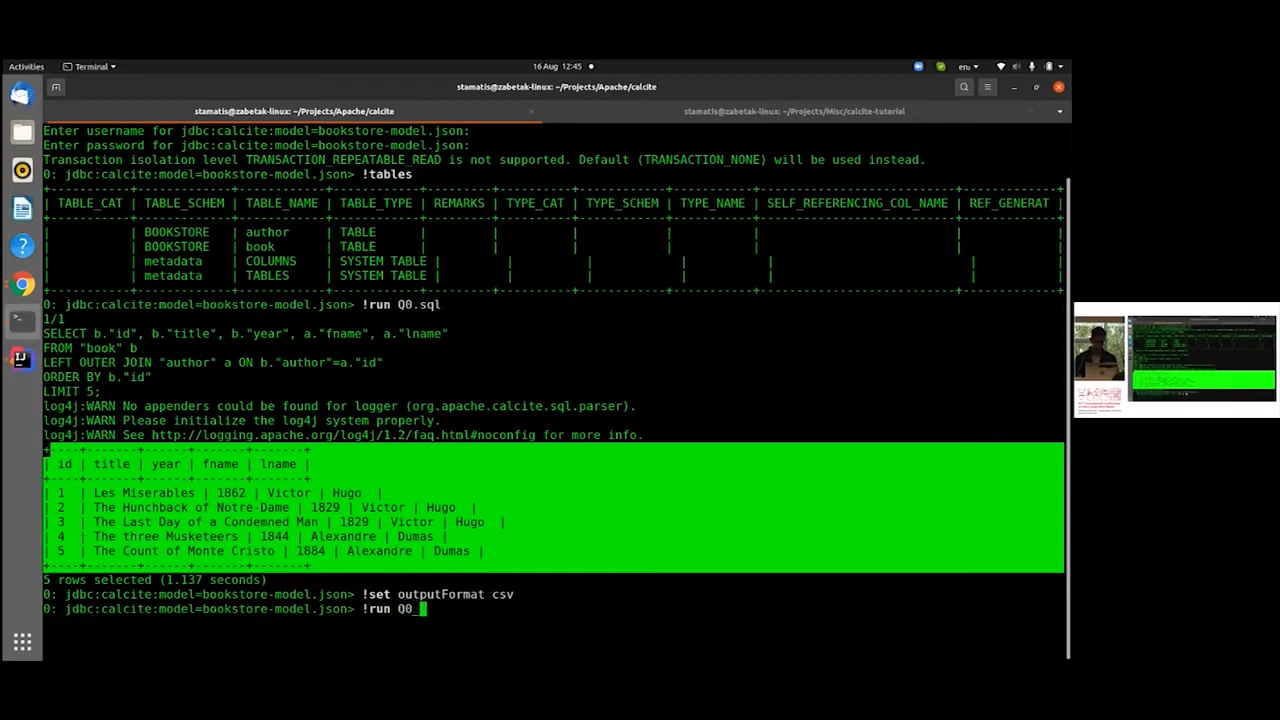 Activities
Terminal
16 Aug 12:45
en₂
stamatis@zabetak-linux: ~/Projects/Apache/calcite
stamatis@zabetak-linux: ~/Projects/Apache/calcite
stamatis@zabetak-linux: ~/Projects/Misc/calcite-tutorial
Enter username for jdbc:calcite:model=bookstore-model.json:
Enter password for jdbc:calcite:model=bookstore-model.json:
Transaction isolation level TRANSACTION_REPEATABLE_READ is not supported. Default (TRANSACTION_NONE) will be used instead.
0: jdbc:calcite:model=bookstore-model.json> !tables
| TABLE_CAT | TABLE_SCHEM | TABLE_NAME | TABLE_TYPE | REMARKS | TYPE_CAT | TYPE_SCHEM | TYPE_NAME | SELF_REFERENCING_COL_NAME | REF_GENERAT |
| | BOOKSTORE | author | TABLE | | | | | | |
| | BOOKSTORE | book | TABLE | | | | | | |
| | metadata | COLUMNS | SYSTEM TABLE | | | | | | |
| | metadata | TABLES | SYSTEM TABLE | | | | | | |
0: jdbc:calcite:model=bookstore-model.json> !run Q0.sql
1/1
SELECT b."id", b."title", b."year", a."fname", a."lname"
FROM "book" b
LEFT OUTER JOIN "author" a ON b."author"=a."id"
ORDER BY b."id"
LIMIT 5;
log4j:WARN No appenders could be found for logger (org.apache.calcite.sql.parser).
log4j:WARN Please initialize the log4j system properly.
log4j:WARN See http://logging.apache.org/log4j/1.2/faq.html#noconfig for more info.
+----+-------+------+-------+-------+
| id | title | year | fname | lname |
+----+-------+------+-------+-------+
| 1 | Les Miserables | 1862 | Victor | Hugo |
| 2 | The Hunchback of Notre-Dame | 1829 | Victor | Hugo |
| 3 | The Last Day of a Condemned Man | 1829 | Victor | Hugo |
| 4 | The three Musketeers | 1844 | Alexandre | Dumas |
| 5 | The Count of Monte Cristo | 1884 | Alexandre | Dumas |
+----+-------+------+-------+-------+
5 rows selected (1.137 seconds)
0: jdbc:calcite:model=bookstore-model.json> !set outputFormat csv
0: jdbc:calcite:model=bookstore-model.json> !run Q0_